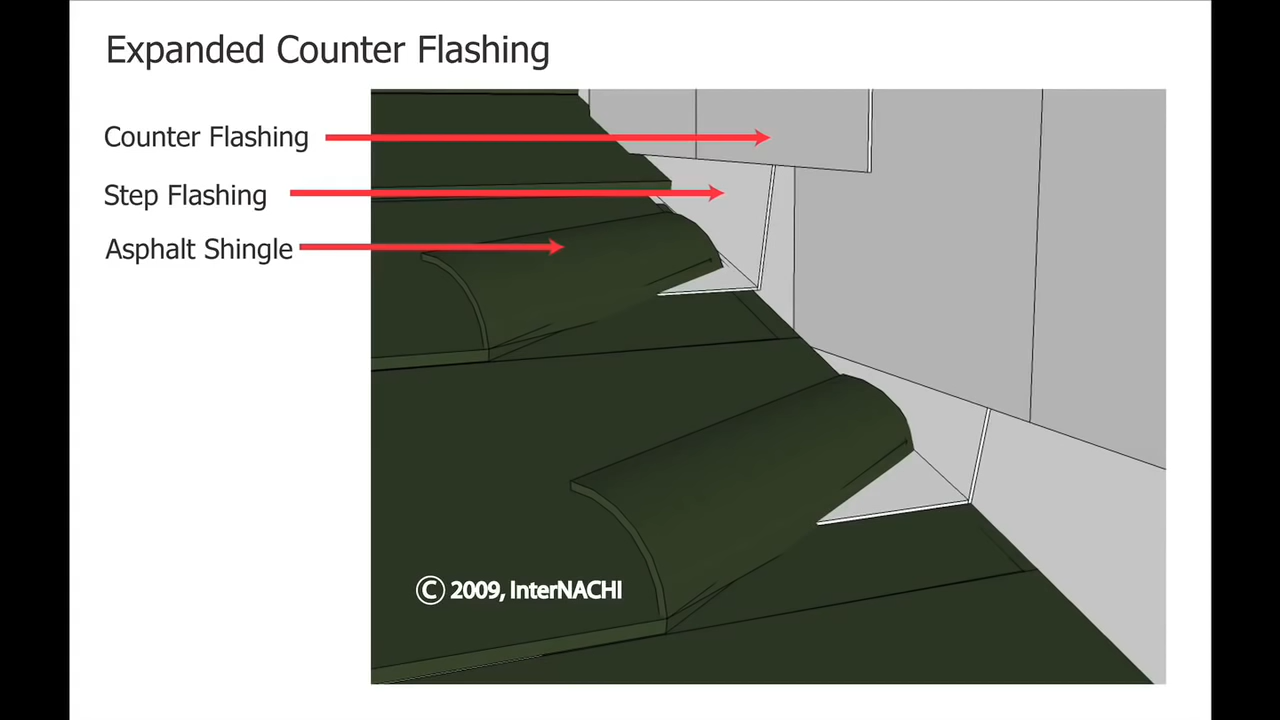 Expanded Counter Flashing
Counter Flashing
Step Flashing
Asphalt Shingle
© 2009, InterNACHI